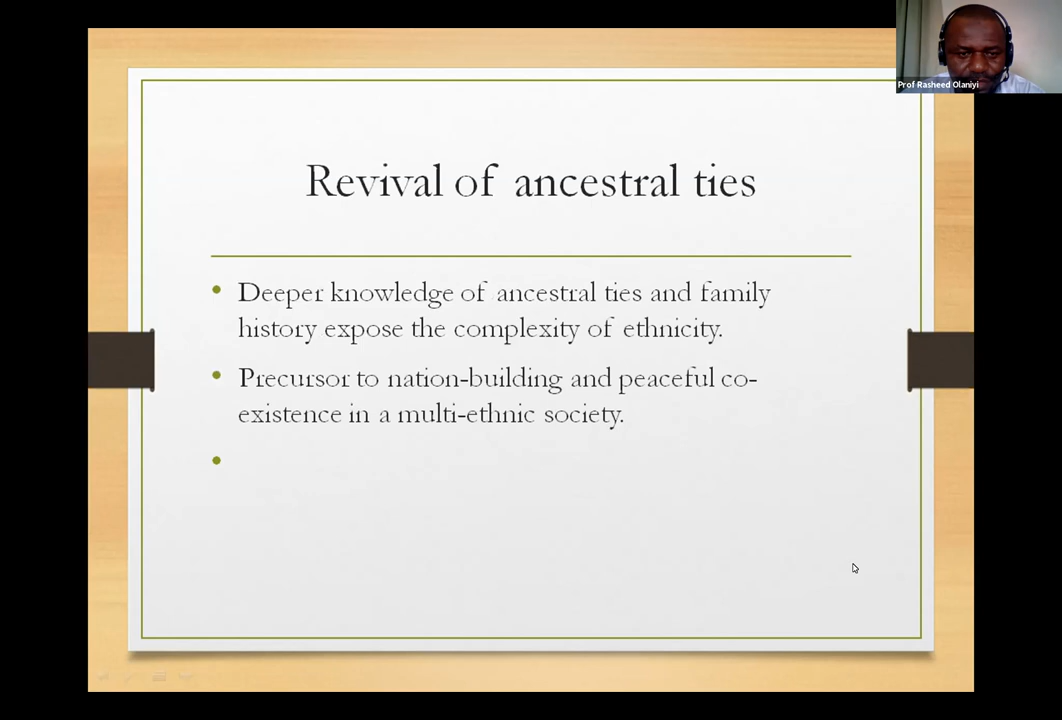 Prof Rasheed Olaniyi
Revival of ancestral ties
• Deeper knowledge of ancestral ties and family
history expose the complexity of ethnicity.
• Precursor to nation-building and peaceful co-
existence in a multi-ethnic society.
•